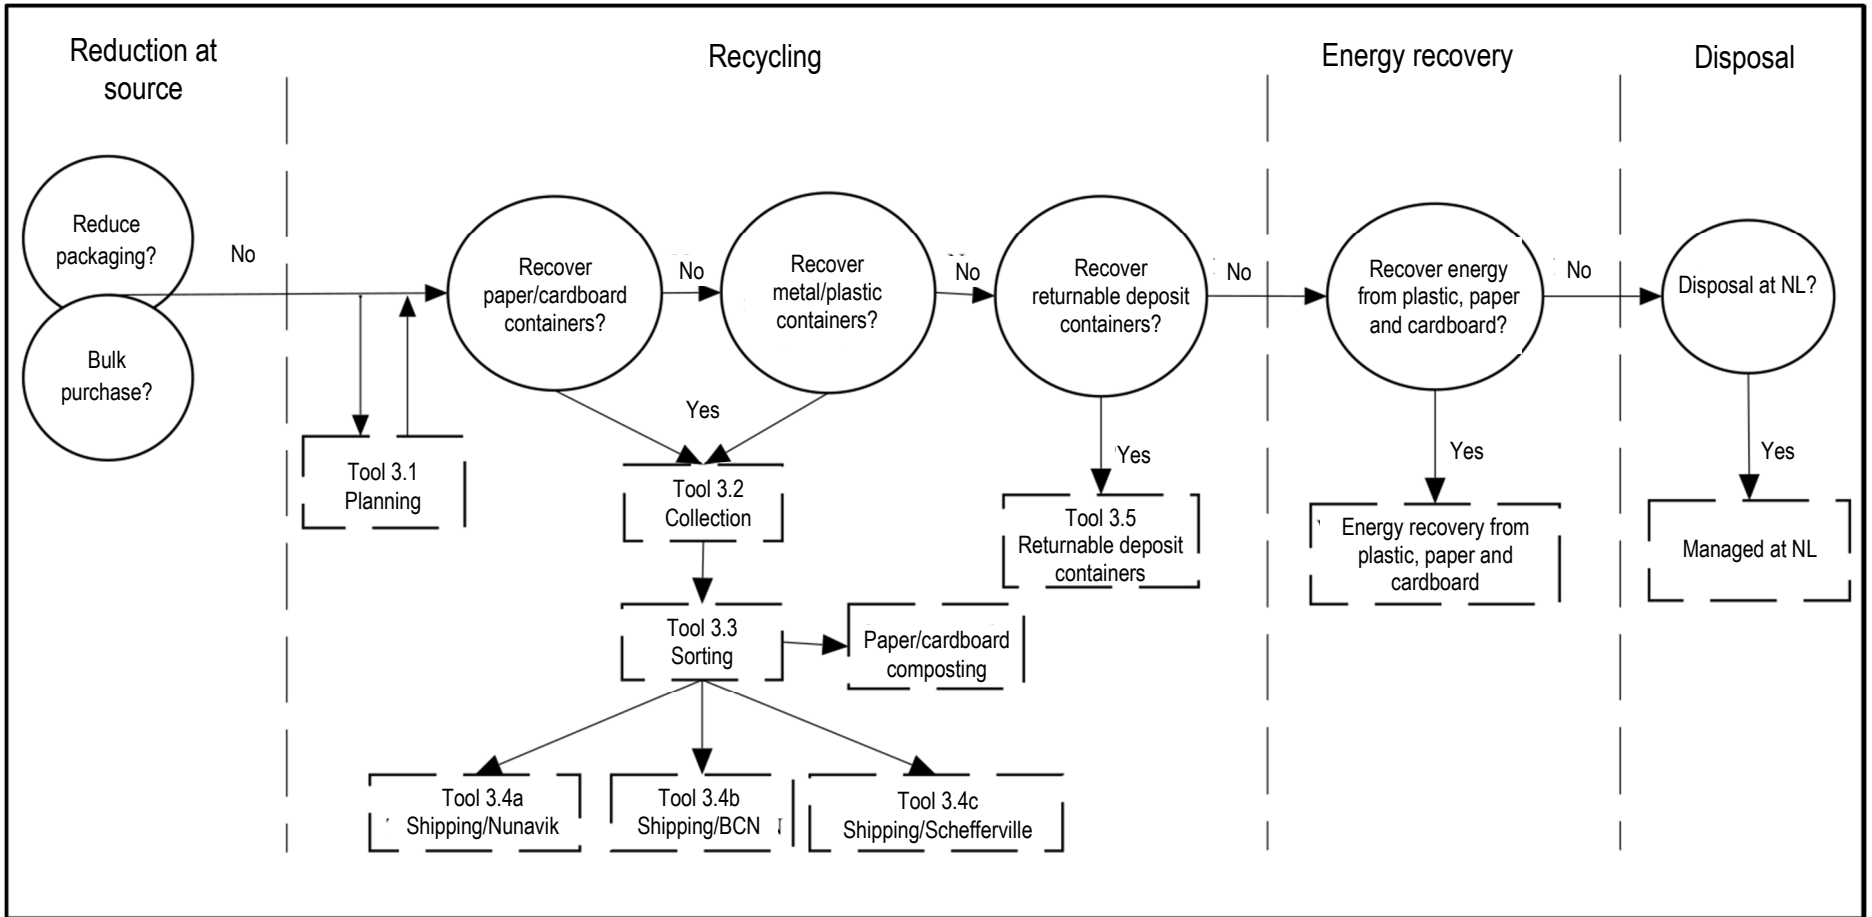 Reduction at
source
Recycling
Energy recovery
Disposal
Reduce
packaging?
Bulk
purchase?
No
Recover
paper/cardboard
containers?
No
Recover
metal/plastic
containers?
No
Recover
returnable deposit
containers?
No
Recover energy
from plastic, paper
and cardboard?
No
Disposal at NL?
Yes
Yes
Yes
Yes
Tool 3.1
Planning
Tool 3.2
Collection
Tool 3.5
Returnable deposit
containers
Energy recovery from
plastic, paper and
cardboard
Managed at NL
Tool 3.3
Sorting
Paper/cardboard
composting
Tool 3.4a
Shipping/Nunavik
Tool 3.4b
Shipping/BCN
Tool 3.4c
Shipping/Schefferville